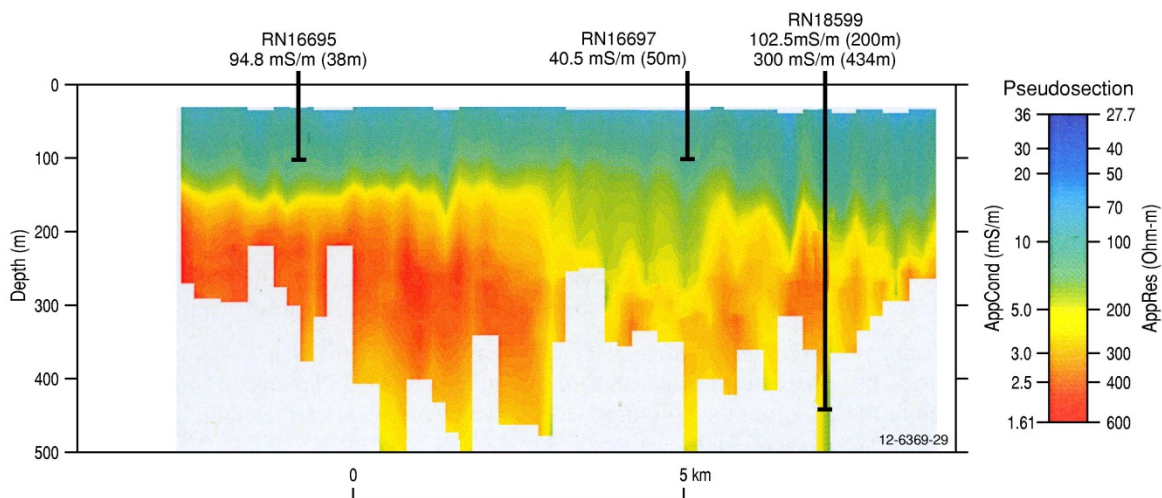 RN16695
94.8 mS/m (38m)
RN16697
40.5 mS/m (50m)
RN18599
102.5mS/m (200m)
300 mS/m (434m)
Depth (m)
0
100
200
300
400
500
0
5 km
12-6369-29
Pseudosection
AppCond (mS/m)
36
30
20
10
5.0
3.0
2.5
1.61
27.7
40
50
70
100
200
300
400
600
AppRes (Ohm-m)